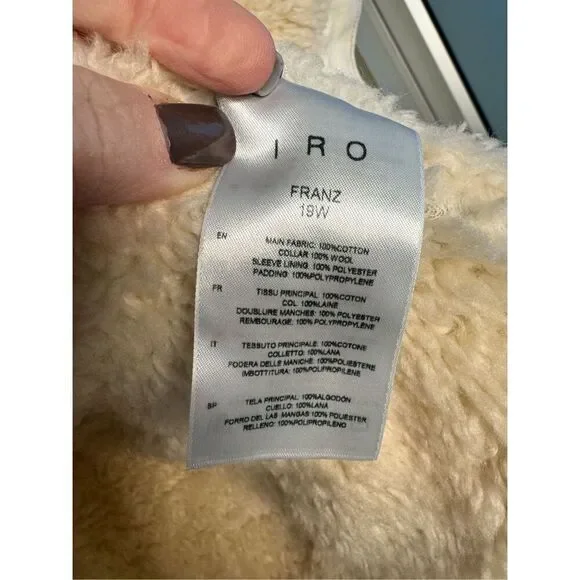 IRO
FRANZ
19W
EN
MAIN FABRIC: 100%COTTON
COLLAR: 100% WOOL
SLEEVE LINING: 100% POLYESTER
PADDING: 100%POLYPROPYLENE
FR
TISSU PRINCIPAL: 100%COTON
COL: 100%LAINE
DOUBLURE MANCHES: 100% POLYESTER
REMBOURAGE: 100%POLYPROPYLENE
IT
TESSUTO PRINCIPALE: 100%COTONE
COLLETTO: 100%LANA
FODERA DELLE MANICHE: 100%POLIESTERE
IMBOTTITURA: 100%POLIPROPILENE
SP
TELA PRINCIPAL: 100%ALGODÓN
CUELLO: 100%LANA
FORRO DEL LAS MANGAS 100% POLIESTER
RELLENO: 100%POLIPROPILENO